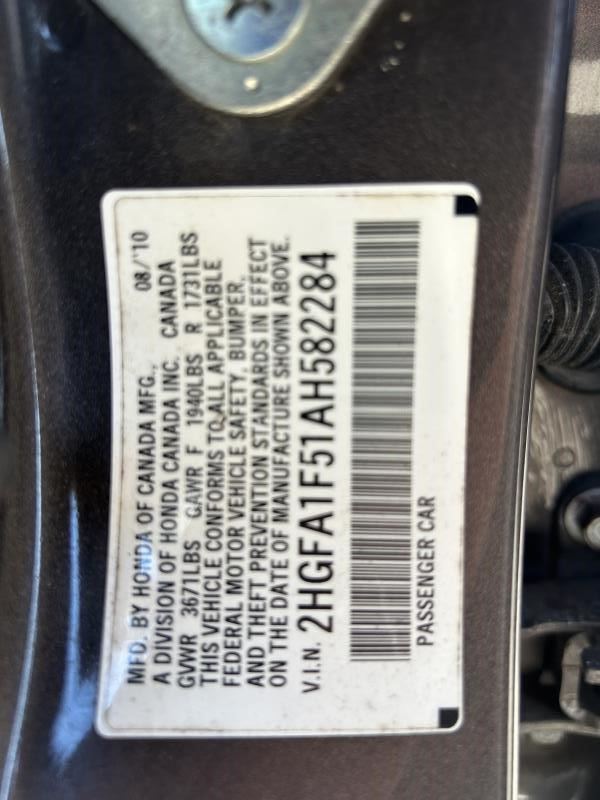 MFD. BY HONDA OF CANADA MFG., 08/'10
A DIVISION OF HONDA CANADA INC. CANADA
GVWR 3671LBS GAWR F 1940LBS R 1731LBS
THIS VEHICLE CONFORMS TO ALL APPLICABLE
FEDERAL MOTOR VEHICLE SAFETY, BUMPER,
AND THEFT PREVENTION STANDARDS IN EFFECT
ON THE DATE OF MANUFACTURE SHOWN ABOVE.
V.I.N. 2HGFA1F51AH582284
PASSENGER CAR